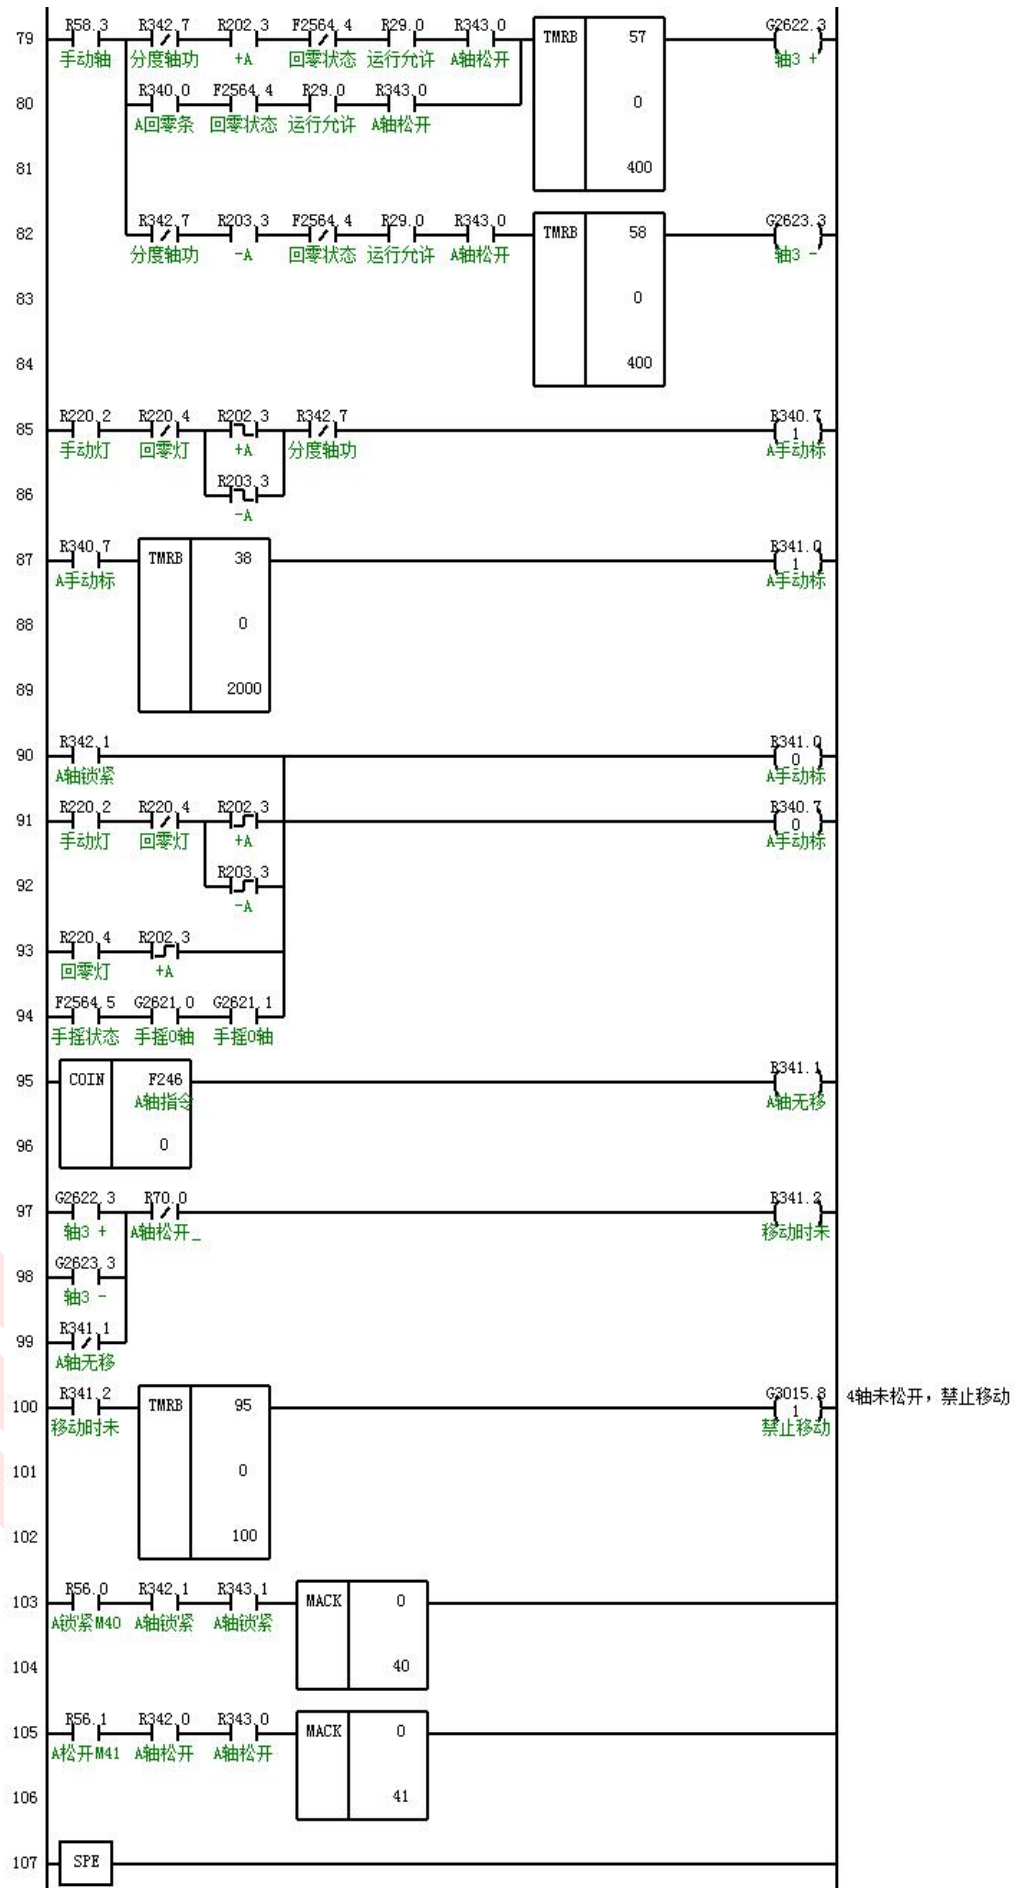 R58.3 R342.7 R202.3 F2564.4 R29.0 R343.0 G2622.3
79 TMRB 57
手动轴 分度轴功 +A 回零状态 运行允许 A轴松开 轴3 +
R340.0 F2564.4 R29.0 R343.0
80 0
A回零条 回零状态 运行允许 A轴松开
81 400
R342.7 R203.3 F2564.4 R29.0 R343.0 G2623.3
82 TMRB 58
分度轴功 -A 回零状态 运行允许 A轴松开 轴3 -
83 0
84 400
R220.2 R220.4 R202.3 R342.7 R340.7
85 1
手动灯 回零灯 +A 分度轴功 A手动标
R203.3
86
-A
R340.7 R341.0
87 TMRB 38 1
A手动标 A手动标
88 0
89 2000
R342.1 R341.0
90 0
A轴锁紧 A手动标
R220.2 R220.4 R202.3 R340.7
91 0
手动灯 回零灯 +A A手动标
R203.3
92
-A
R220.4 R202.3
93
回零灯 +A
F2564.5 G2621.0 G2621.1
94
手摇状态 手摇0轴 手摇0轴
R341.1
95 COIN F246
A轴指令 A轴无移
96 0
G2622.3 R70.0 R341.2
97
轴3 + A轴松开_ 移动时未
G2623.3
98
轴3 -
R341.1
99
A轴无移
R341.2 G3015.8 4轴未松开，禁止移动
100 TMRB 95 1
移动时未 禁止移动
101 0
102 100
R56.0 R342.1 R343.1
103 MACK 0
A锁紧M40 A轴锁紧 A轴锁紧
104 40
R56.1 R342.0 R343.0
105 MACK 0
A松开M41 A轴松开 A轴松开
106 41
107 SPE